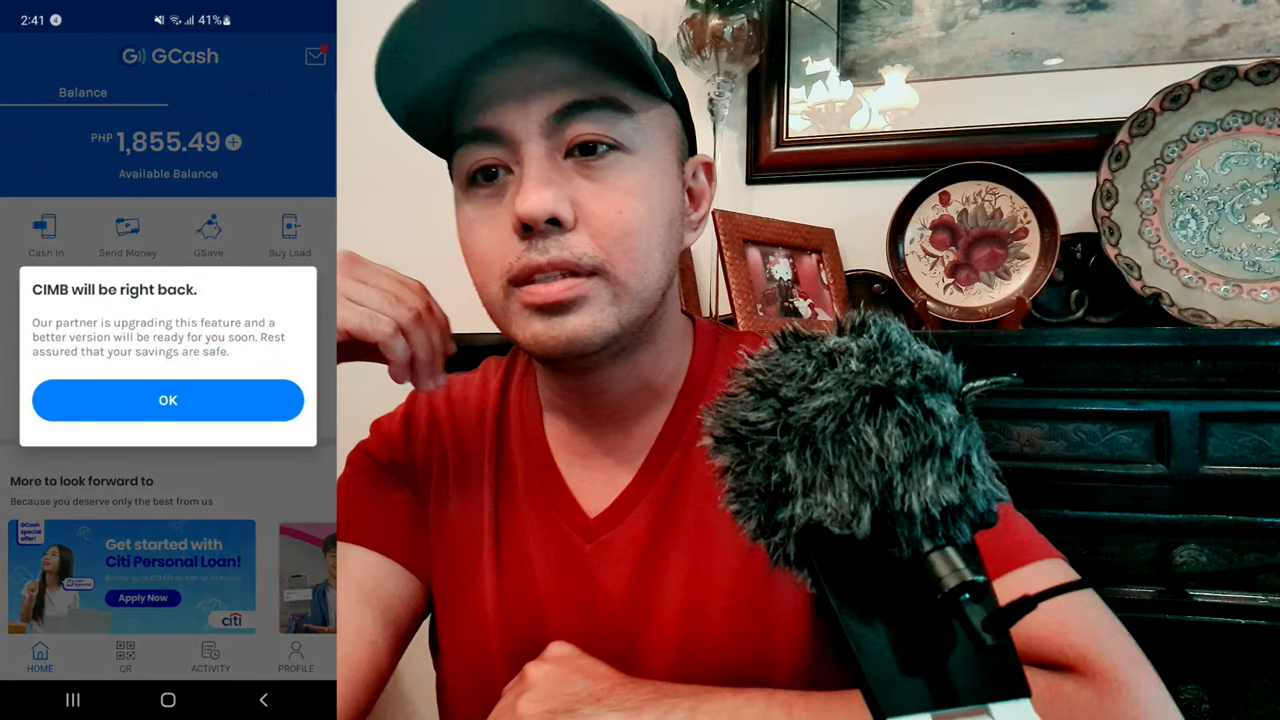 2:41
41%
GCash
Balance
PHP 1,855.49
Available Balance
Cash In
Send Money
GSave
Buy Load
CIMB will be right back.
Our partner is upgrading this feature and a
better version will be ready for you soon. Rest
assured that your savings are safe.
OK
More to look forward to
Because you deserve only the best from us
GCash
special
offer!
Get started with
Citi Personal Loan!
Apply Now
citi
HOME
QR
ACTIVITY
PROFILE